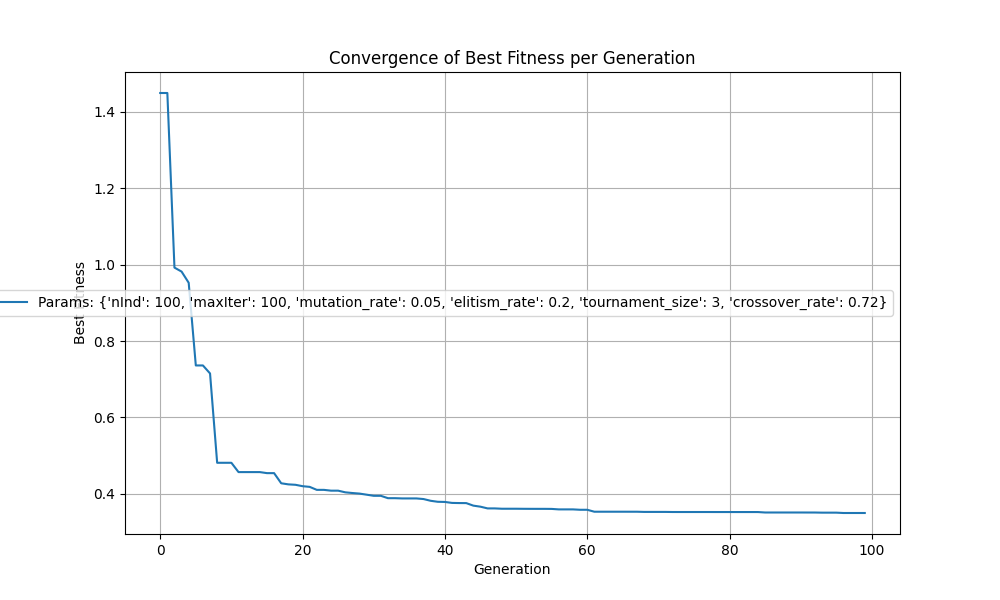 Convergence of Best Fitness per Generation
1.4
1.2
1.0
0.8
0.6
0.4
Best
ness
Params: {'nInd': 100, 'maxIter': 100, 'mutation_rate': 0.05, 'elitism_rate': 0.2, 'tournament_size': 3, 'crossover_rate': 0.72}
0 20 40 60 80 100
Generation